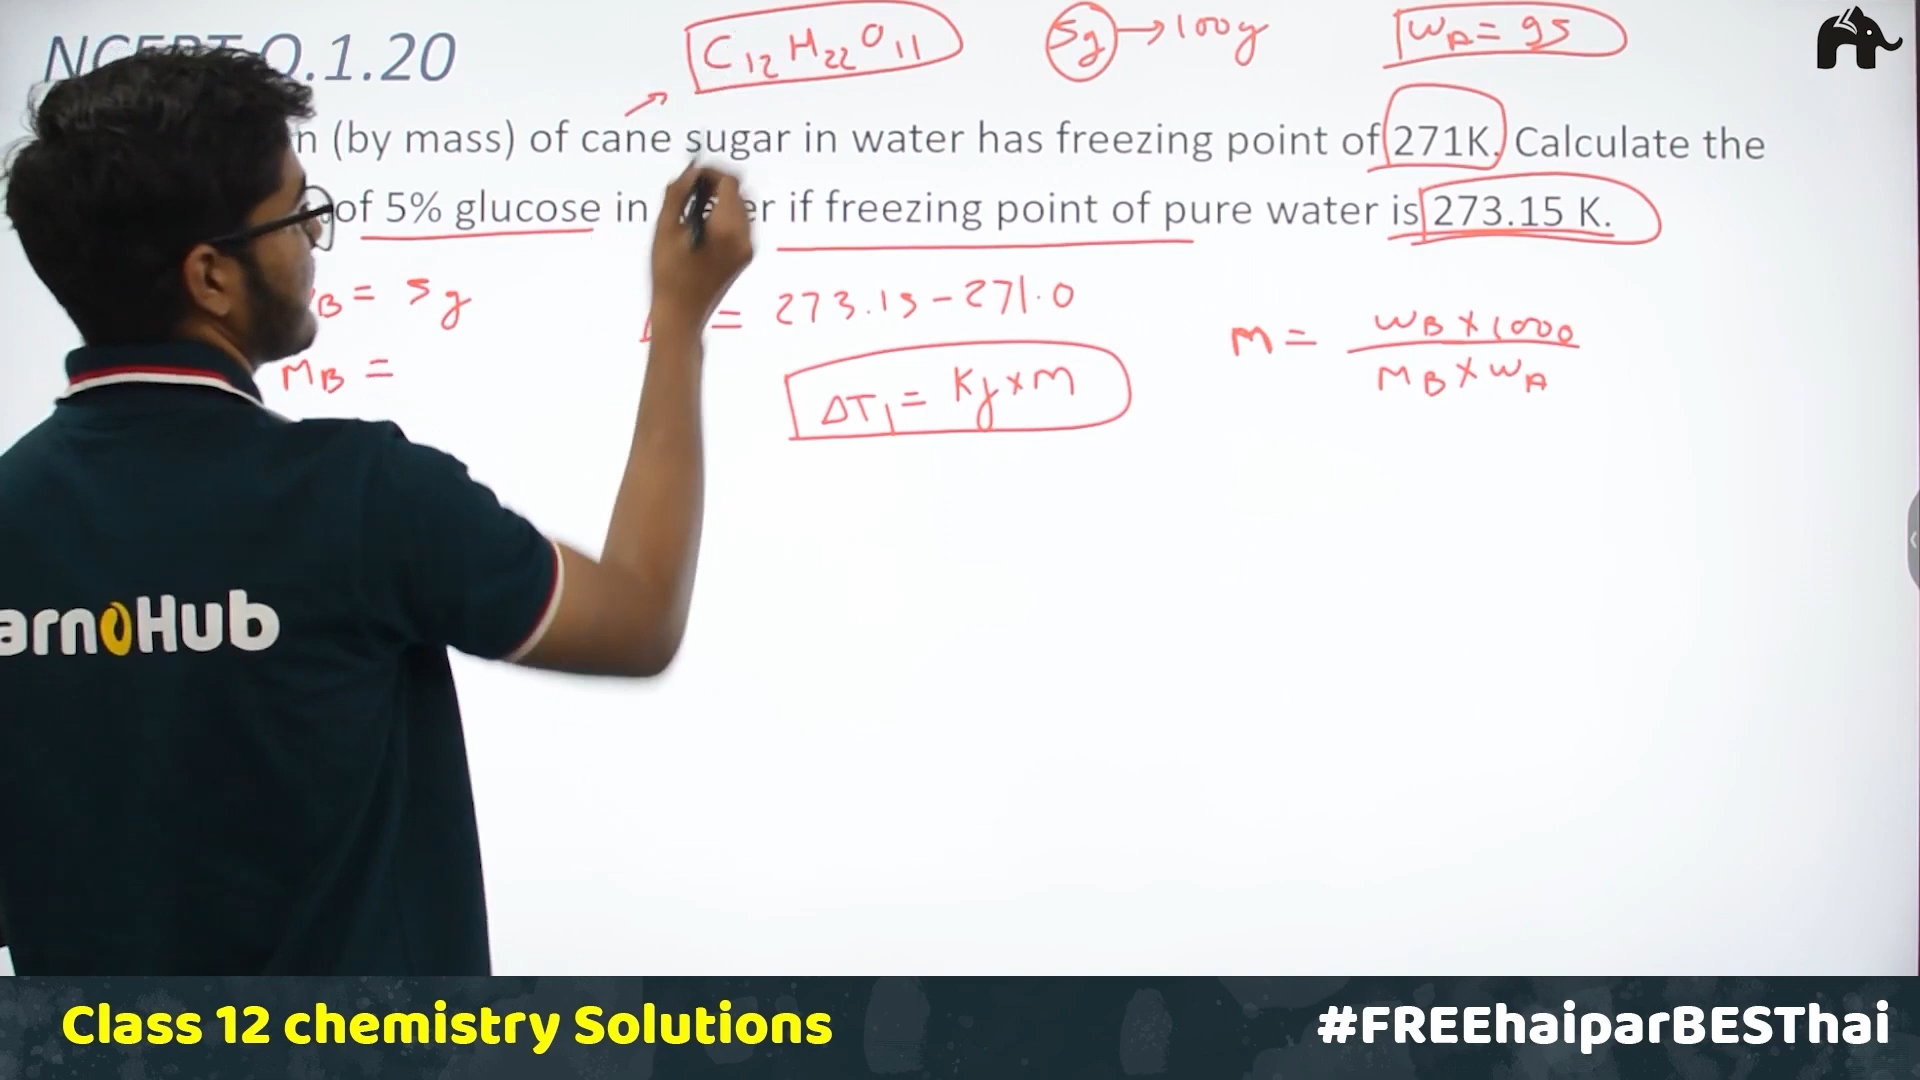 NCERT Q.1.20
C12H22O11
5g → 100g
WA = 95
n (by mass) of cane sugar in water has freezing point of 271K. Calculate the
of 5% glucose in if freezing point of pure water is 273.15 K.
B = 5g
= 273.15 - 271.0
MB =
ΔTf = Kf × m
m = WB × 1000 / MB × WA
arnoHub
Class 12 chemistry Solutions
#FREEhaiparBESThai